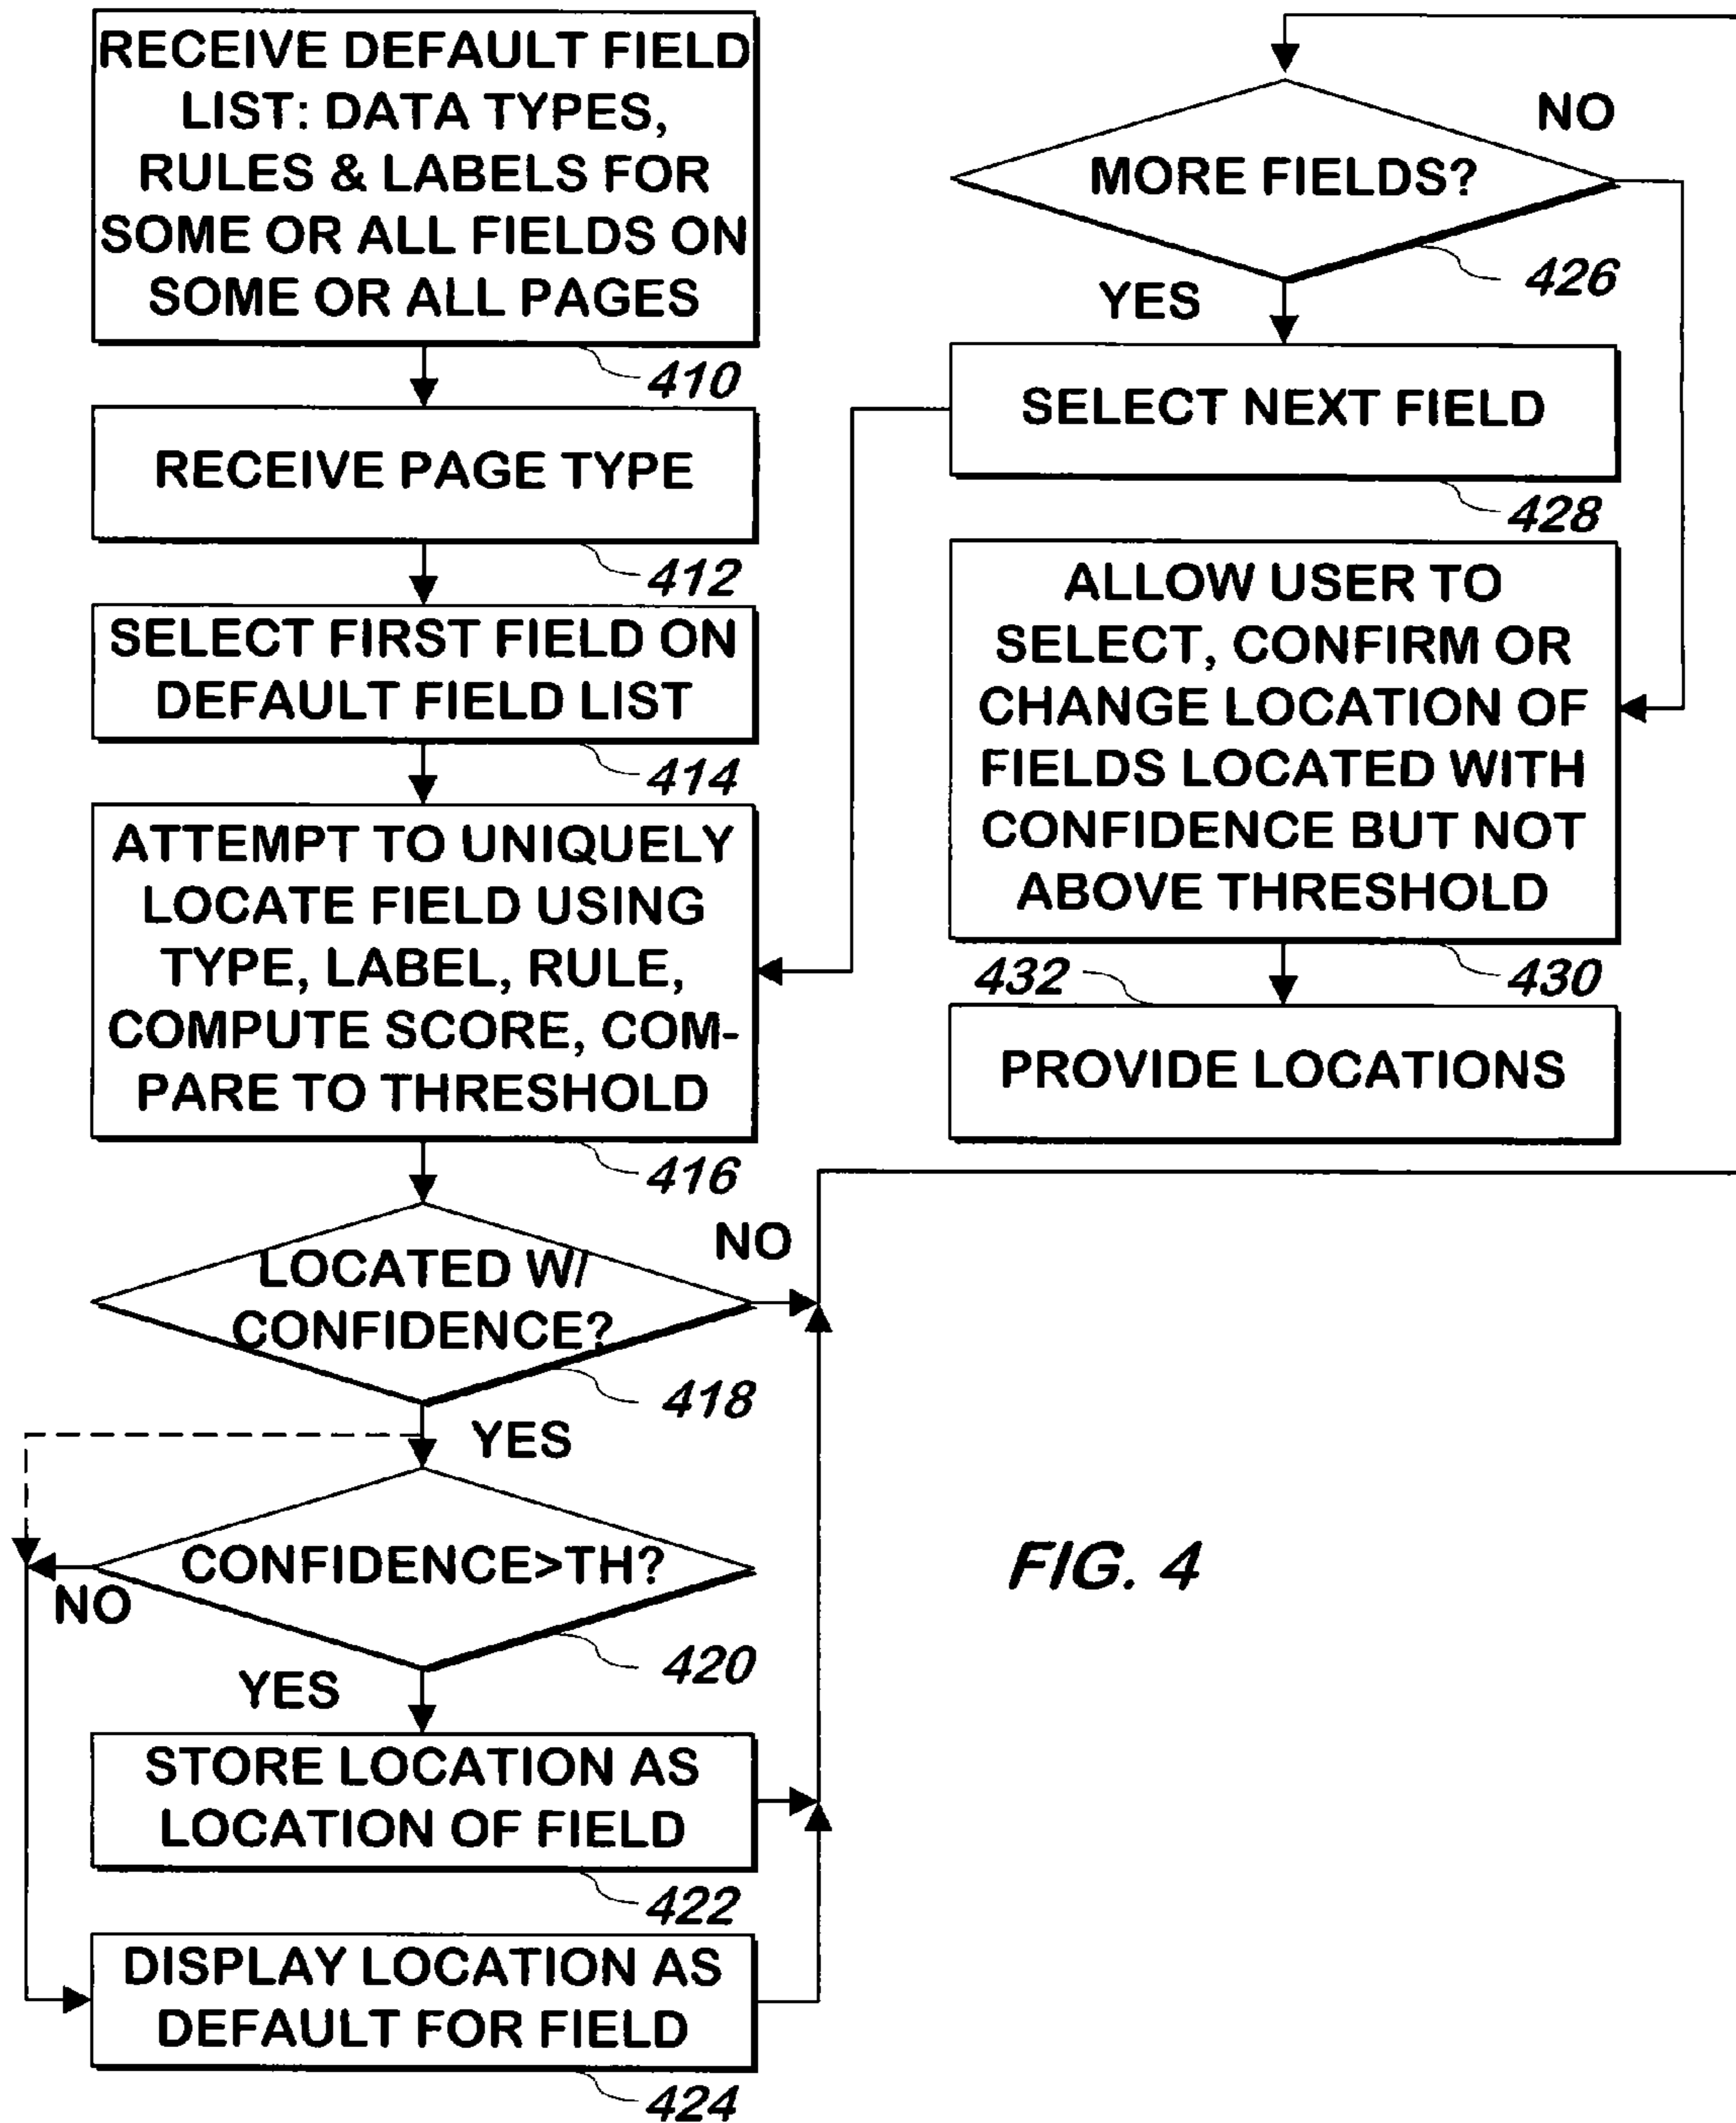 RECEIVE DEFAULT FIELD
LIST: DATA TYPES,
RULES & LABELS FOR
SOME OR ALL FIELDS ON
SOME OR ALL PAGES
410
RECEIVE PAGE TYPE
412
SELECT FIRST FIELD ON
DEFAULT FIELD LIST
414
ATTEMPT TO UNIQUELY
LOCATE FIELD USING
TYPE, LABEL, RULE,
COMPUTE SCORE, COM-
PARE TO THRESHOLD
416
LOCATED W/
CONFIDENCE?
NO
418
YES
CONFIDENCE>TH?
NO
420
YES
STORE LOCATION AS
LOCATION OF FIELD
422
DISPLAY LOCATION AS
DEFAULT FOR FIELD
424
MORE FIELDS?
NO
426
YES
SELECT NEXT FIELD
428
ALLOW USER TO
SELECT, CONFIRM OR
CHANGE LOCATION OF
FIELDS LOCATED WITH
CONFIDENCE BUT NOT
ABOVE THRESHOLD
430
432
PROVIDE LOCATIONS
FIG. 4